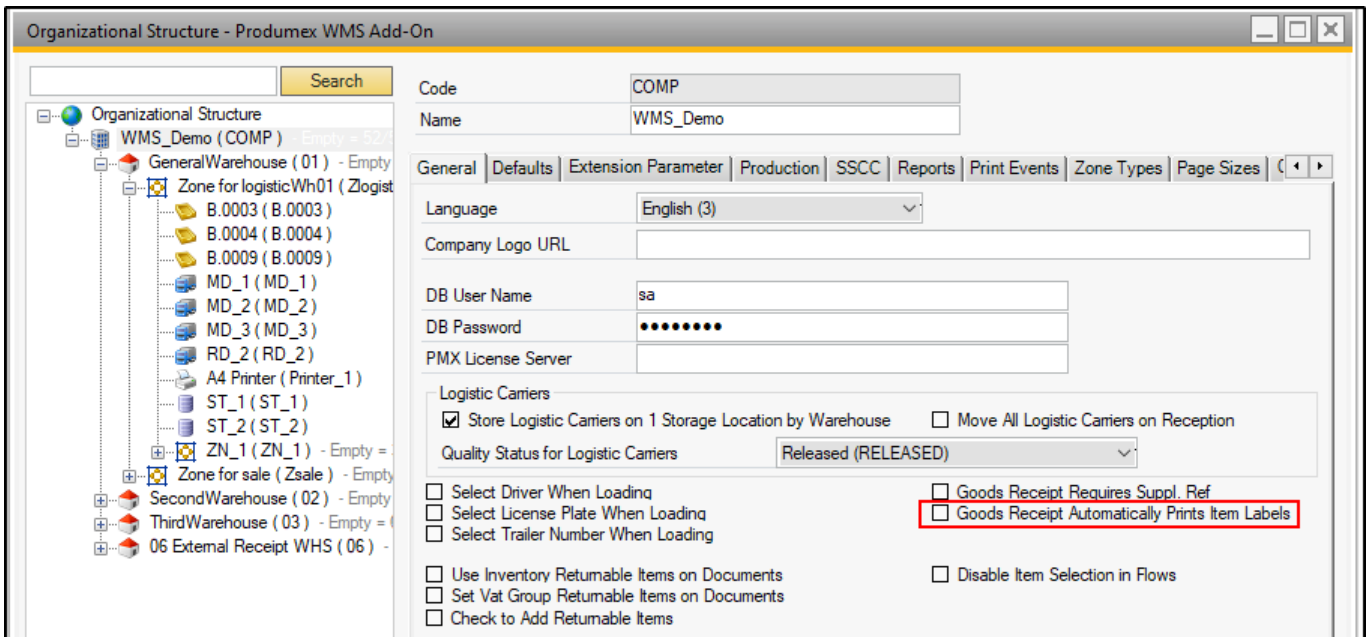 Organizational Structure - Produmex WMS Add-On
Search
Organizational Structure
WMS_Demo ( COMP ) - Empty = 52/
GeneralWarehouse ( 01 ) - Empty
Zone for logisticWh01 ( Zlogist
B.0003 ( B.0003 )
B.0004 ( B.0004 )
B.0009 ( B.0009 )
MD_1 ( MD_1 )
MD_2 ( MD_2 )
MD_3 ( MD_3 )
RD_2 ( RD_2 )
A4 Printer ( Printer_1 )
ST_1 ( ST_1 )
ST_2 ( ST_2 )
ZN_1 ( ZN_1 ) - Empty =
Zone for sale ( Zsale ) - Empty
SecondWarehouse ( 02 ) - Empty
ThirdWarehouse ( 03 ) - Empty =
06 External Receipt WHS ( 06 ) -
Code COMP
Name WMS_Demo
General Defaults Extension Parameter Production SSCC Reports Print Events Zone Types Page Sizes
Language English (3)
Company Logo URL
DB User Name sa
DB Password ●●●●●●●●
PMX License Server
Logistic Carriers
Store Logistic Carriers on 1 Storage Location by Warehouse Move All Logistic Carriers on Reception
Quality Status for Logistic Carriers Released (RELEASED)
Select Driver When Loading Goods Receipt Requires Suppl. Ref
Select License Plate When Loading Goods Receipt Automatically Prints Item Labels
Select Trailer Number When Loading
Use Inventory Returnable Items on Documents Disable Item Selection in Flows
Set Vat Group Returnable Items on Documents
Check to Add Returnable Items